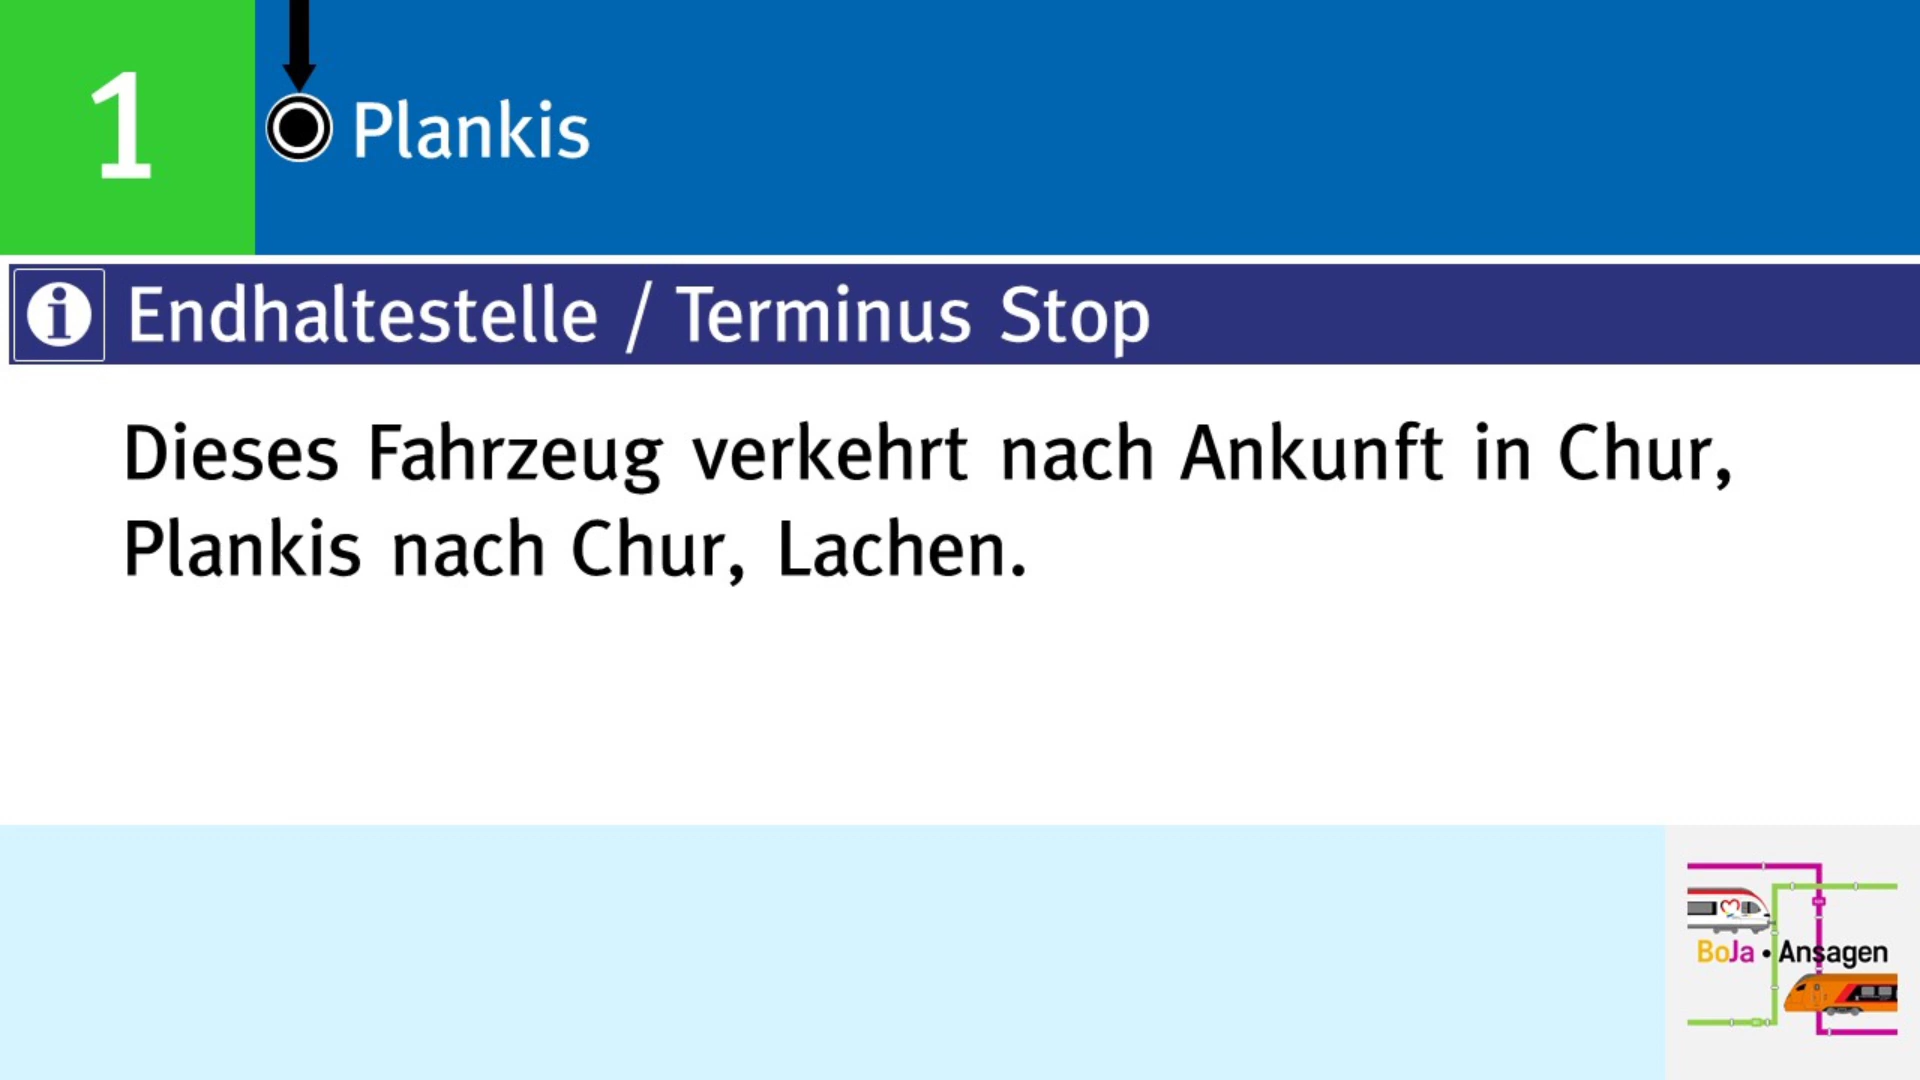 1
Plankis
i Endhaltestelle / Terminus Stop
Dieses Fahrzeug verkehrt nach Ankunft in Chur,
Plankis nach Chur, Lachen.
BoJa • Ansagen